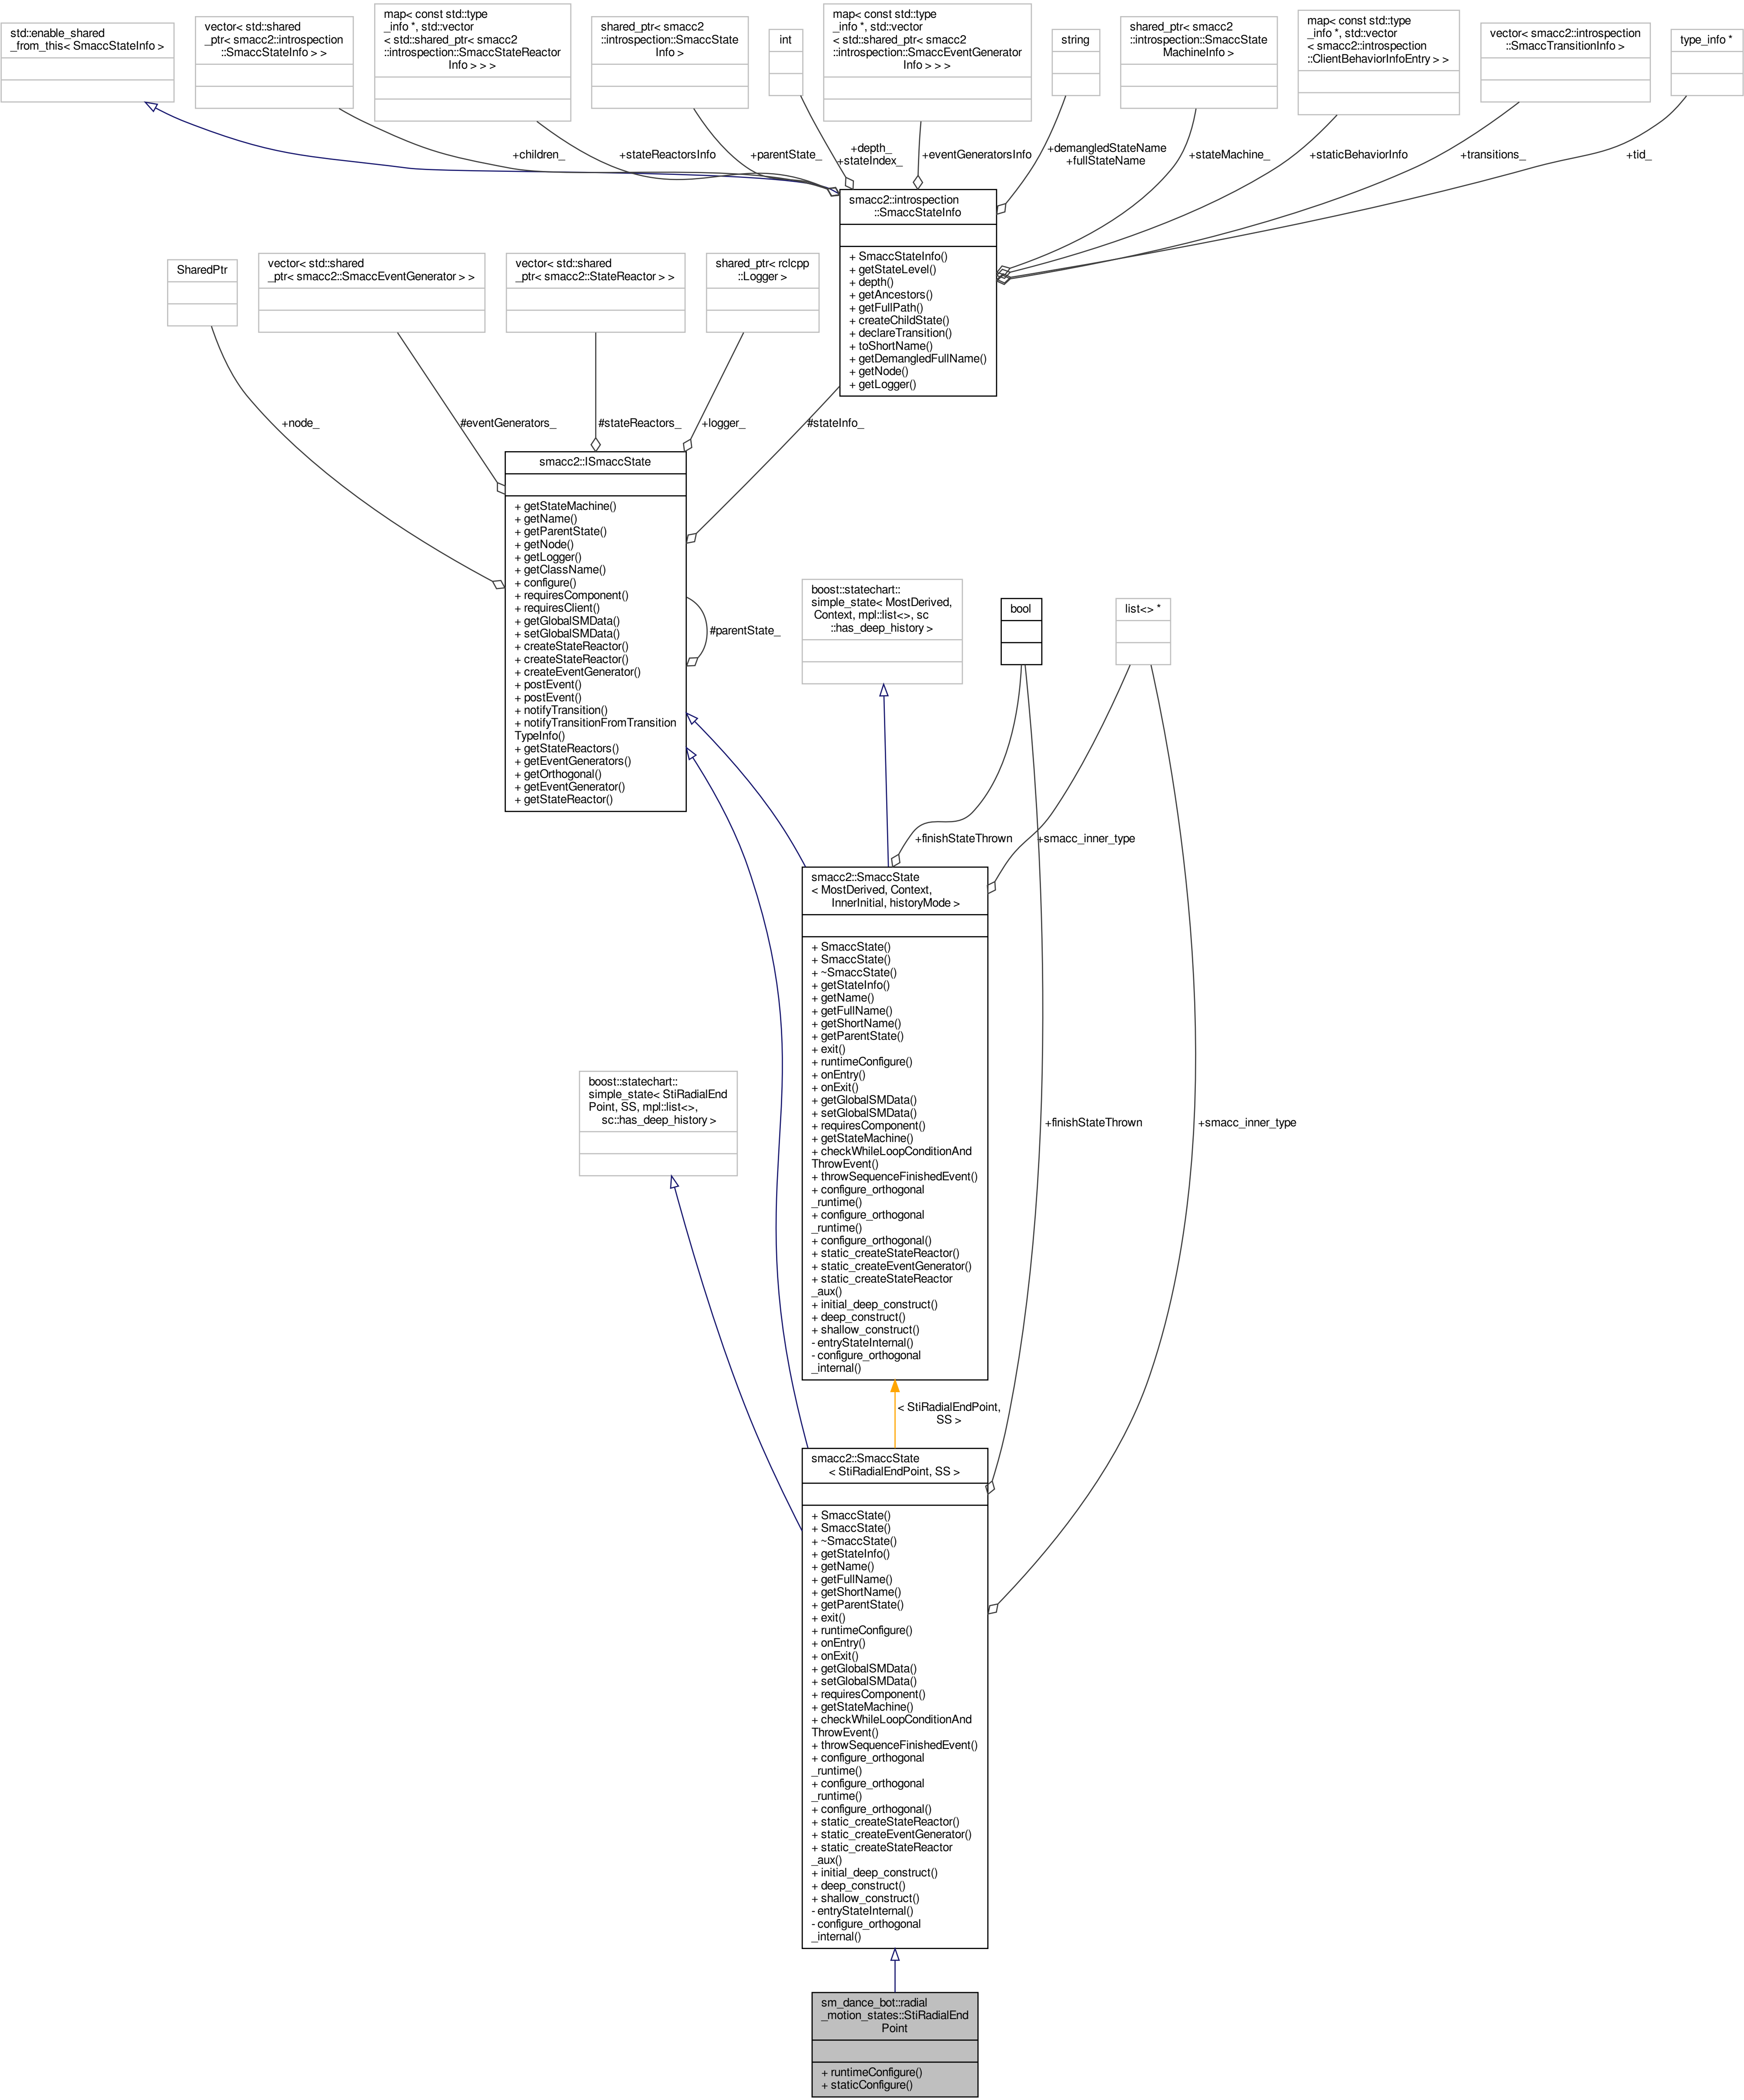 std::enable_shared
_from_this< SmaccStateInfo >
vector< std::shared
_ptr< smacc2::introspection
::SmaccStateInfo > >
map< const std::type
_info *, std::vector
< std::shared_ptr< smacc2
::introspection::SmaccStateReactor
Info > > >
shared_ptr< smacc2
::introspection::SmaccState
Info >
int
map< const std::type
_info *, std::vector
< std::shared_ptr< smacc2
::introspection::SmaccEventGenerator
Info > > >
string
shared_ptr< smacc2
::introspection::SmaccState
MachineInfo >
map< const std::type
_info *, std::vector
< smacc2::introspection
::ClientBehaviorInfoEntry > >
vector< smacc2::introspection
::SmaccTransitionInfo >
type_info *
+children_
+stateReactorsInfo
+parentState_
+depth_
+stateIndex_
+eventGeneratorsInfo
+demangledStateName
+fullStateName
+stateMachine_
+staticBehaviorInfo
+transitions_
+tid_
smacc2::introspection
::SmaccStateInfo
+ SmaccStateInfo()
+ getStateLevel()
+ depth()
+ getAncestors()
+ getFullPath()
+ createChildState()
+ declareTransition()
+ toShortName()
+ getDemangledFullName()
+ getNode()
+ getLogger()
SharedPtr
vector< std::shared
_ptr< smacc2::SmaccEventGenerator > >
vector< std::shared
_ptr< smacc2::StateReactor > >
shared_ptr< rclcpp
::Logger >
+node_
#eventGenerators_
#stateReactors_
+logger_
#stateInfo_
smacc2::ISmaccState
+ getStateMachine()
+ getName()
+ getParentState()
+ getNode()
+ getLogger()
+ getClassName()
+ configure()
+ requiresComponent()
+ requiresClient()
+ getGlobalSMData()
+ setGlobalSMData()
+ createStateReactor()
+ createStateReactor()
+ createEventGenerator()
+ postEvent()
+ postEvent()
+ notifyTransition()
+ notifyTransitionFromTransition
TypeInfo()
+ getStateReactors()
+ getEventGenerators()
+ getOrthogonal()
+ getEventGenerator()
+ getStateReactor()
#parentState_
boost::statechart::
simple_state< MostDerived,
Context, mpl::list<>, sc
::has_deep_history >
bool
list<> *
+finishStateThrown
+smacc_inner_type
smacc2::SmaccState
< MostDerived, Context,
InnerInitial, historyMode >
+ SmaccState()
+ SmaccState()
+ ~SmaccState()
+ getStateInfo()
+ getName()
+ getFullName()
+ getShortName()
+ getParentState()
+ exit()
+ runtimeConfigure()
+ onEntry()
+ onExit()
+ getGlobalSMData()
+ setGlobalSMData()
+ requiresComponent()
+ getStateMachine()
+ checkWhileLoopConditionAnd
ThrowEvent()
+ throwSequenceFinishedEvent()
+ configure_orthogonal
_runtime()
+ configure_orthogonal
_runtime()
+ configure_orthogonal()
+ static_createStateReactor()
+ static_createEventGenerator()
+ static_createStateReactor
_aux()
+ initial_deep_construct()
+ deep_construct()
+ shallow_construct()
- entryStateInternal()
- configure_orthogonal
_internal()
boost::statechart::
simple_state< StiRadialEnd
Point, SS, mpl::list<>,
sc::has_deep_history >
+finishStateThrown
+smacc_inner_type
< StiRadialEndPoint,
SS >
smacc2::SmaccState
< StiRadialEndPoint, SS >
+ SmaccState()
+ SmaccState()
+ ~SmaccState()
+ getStateInfo()
+ getName()
+ getFullName()
+ getShortName()
+ getParentState()
+ exit()
+ runtimeConfigure()
+ onEntry()
+ onExit()
+ getGlobalSMData()
+ setGlobalSMData()
+ requiresComponent()
+ getStateMachine()
+ checkWhileLoopConditionAnd
ThrowEvent()
+ throwSequenceFinishedEvent()
+ configure_orthogonal
_runtime()
+ configure_orthogonal
_runtime()
+ configure_orthogonal()
+ static_createStateReactor()
+ static_createEventGenerator()
+ static_createStateReactor
_aux()
+ initial_deep_construct()
+ deep_construct()
+ shallow_construct()
- entryStateInternal()
- configure_orthogonal
_internal()
sm_dance_bot::radial
_motion_states::StiRadialEnd
Point
+ runtimeConfigure()
+ staticConfigure()